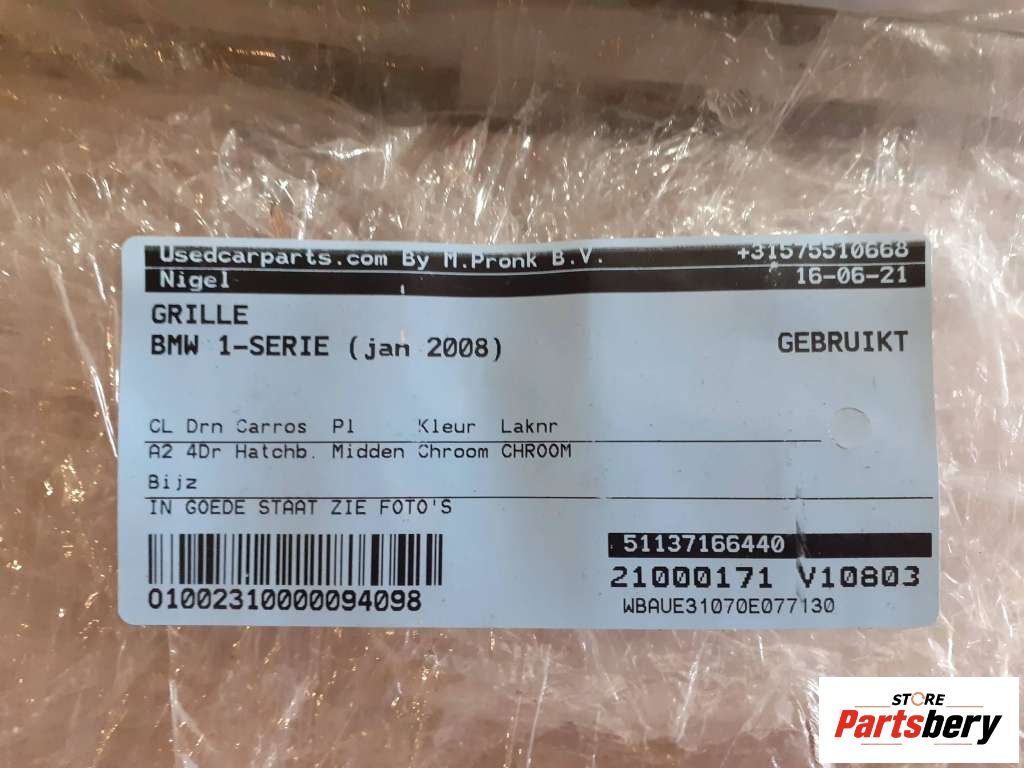 Usedcarparts.com By M.Pronk B.V. +31575510668
Nigel 16-06-21
GRILLE
BMW 1-SERIE (jan 2008) GEBRUIKT
CL Drn Carros Pl Kleur Laknr
A2 4Dr Hatchb. Midden Chroom CHROOM
Bijz
IN GOEDE STAAT ZIE FOTO'S
51137166440
21000171 V10803
01002310000094098 WBAUE31070E077130
STORE
Partsbery